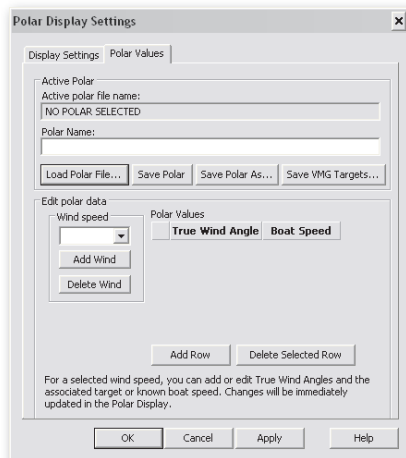 Polar Display Settings
Display Settings Polar Values
Active Polar
Active polar file name:
NO POLAR SELECTED
Polar Name:
Load Polar File... Save Polar Save Polar As... Save VMG Targets...
Edit polar data
Wind speed
Polar Values
True Wind Angle Boat Speed
Add Wind
Delete Wind
Add Row Delete Selected Row
For a selected wind speed, you can add or edit True Wind Angles and the
associated target or known boat speed. Changes will be immediately
updated in the Polar Display.
OK Cancel Apply Help